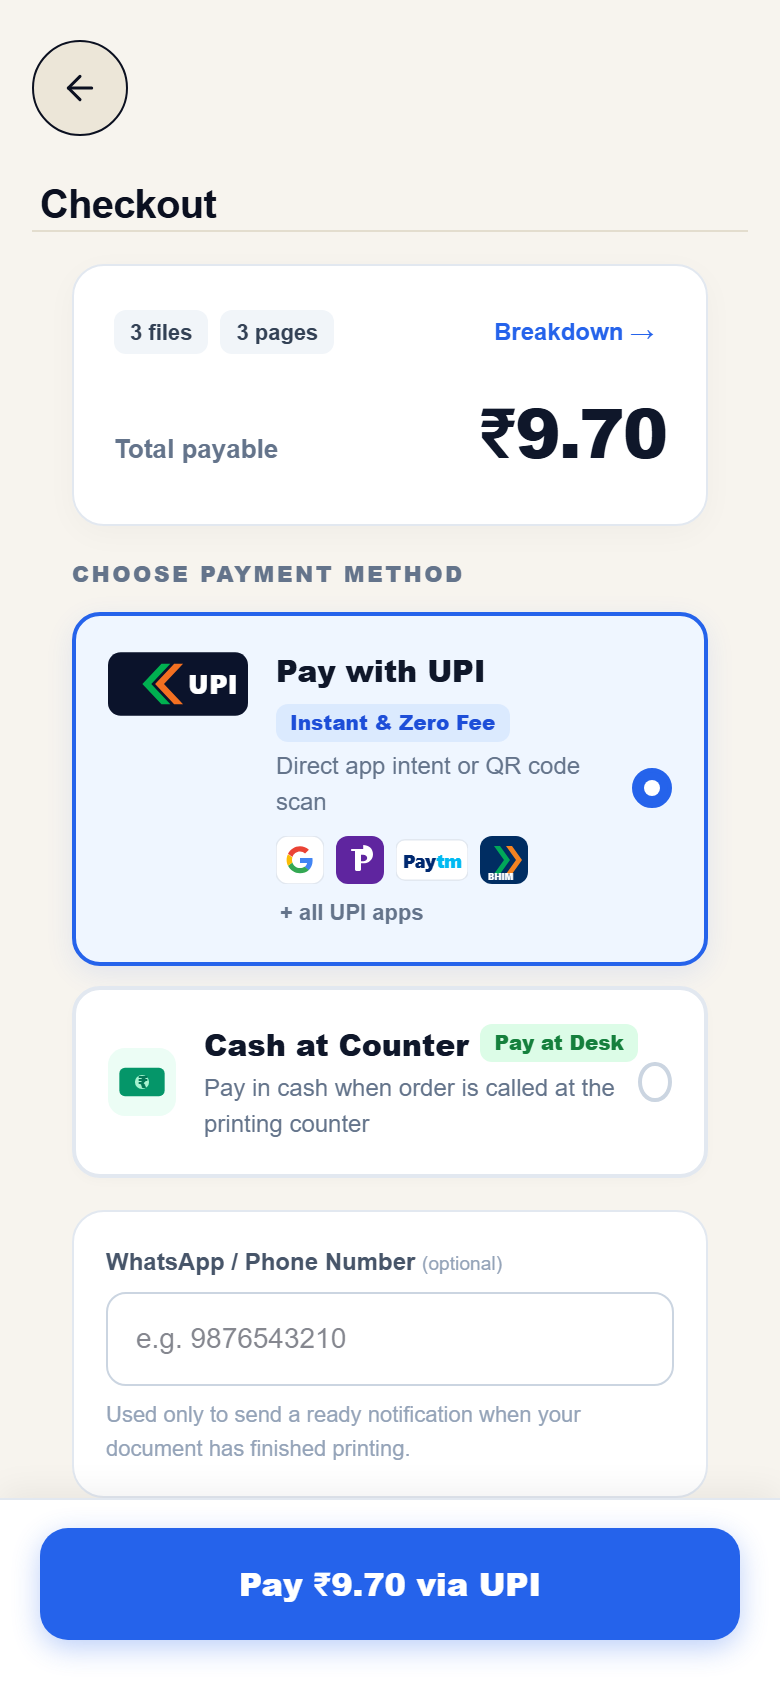 Checkout
3 files
3 pages
Breakdown →
Total payable
₹9.70
CHOOSE PAYMENT METHOD
UPI
Pay with UPI
Instant & Zero Fee
Direct app intent or QR code
scan
G
P
Paytm
BHIM
+ all UPI apps
Cash at Counter
Pay at Desk
₹
Pay in cash when order is called at the
printing counter
WhatsApp / Phone Number (optional)
e.g. 9876543210
Used only to send a ready notification when your
document has finished printing.
Pay ₹9.70 via UPI